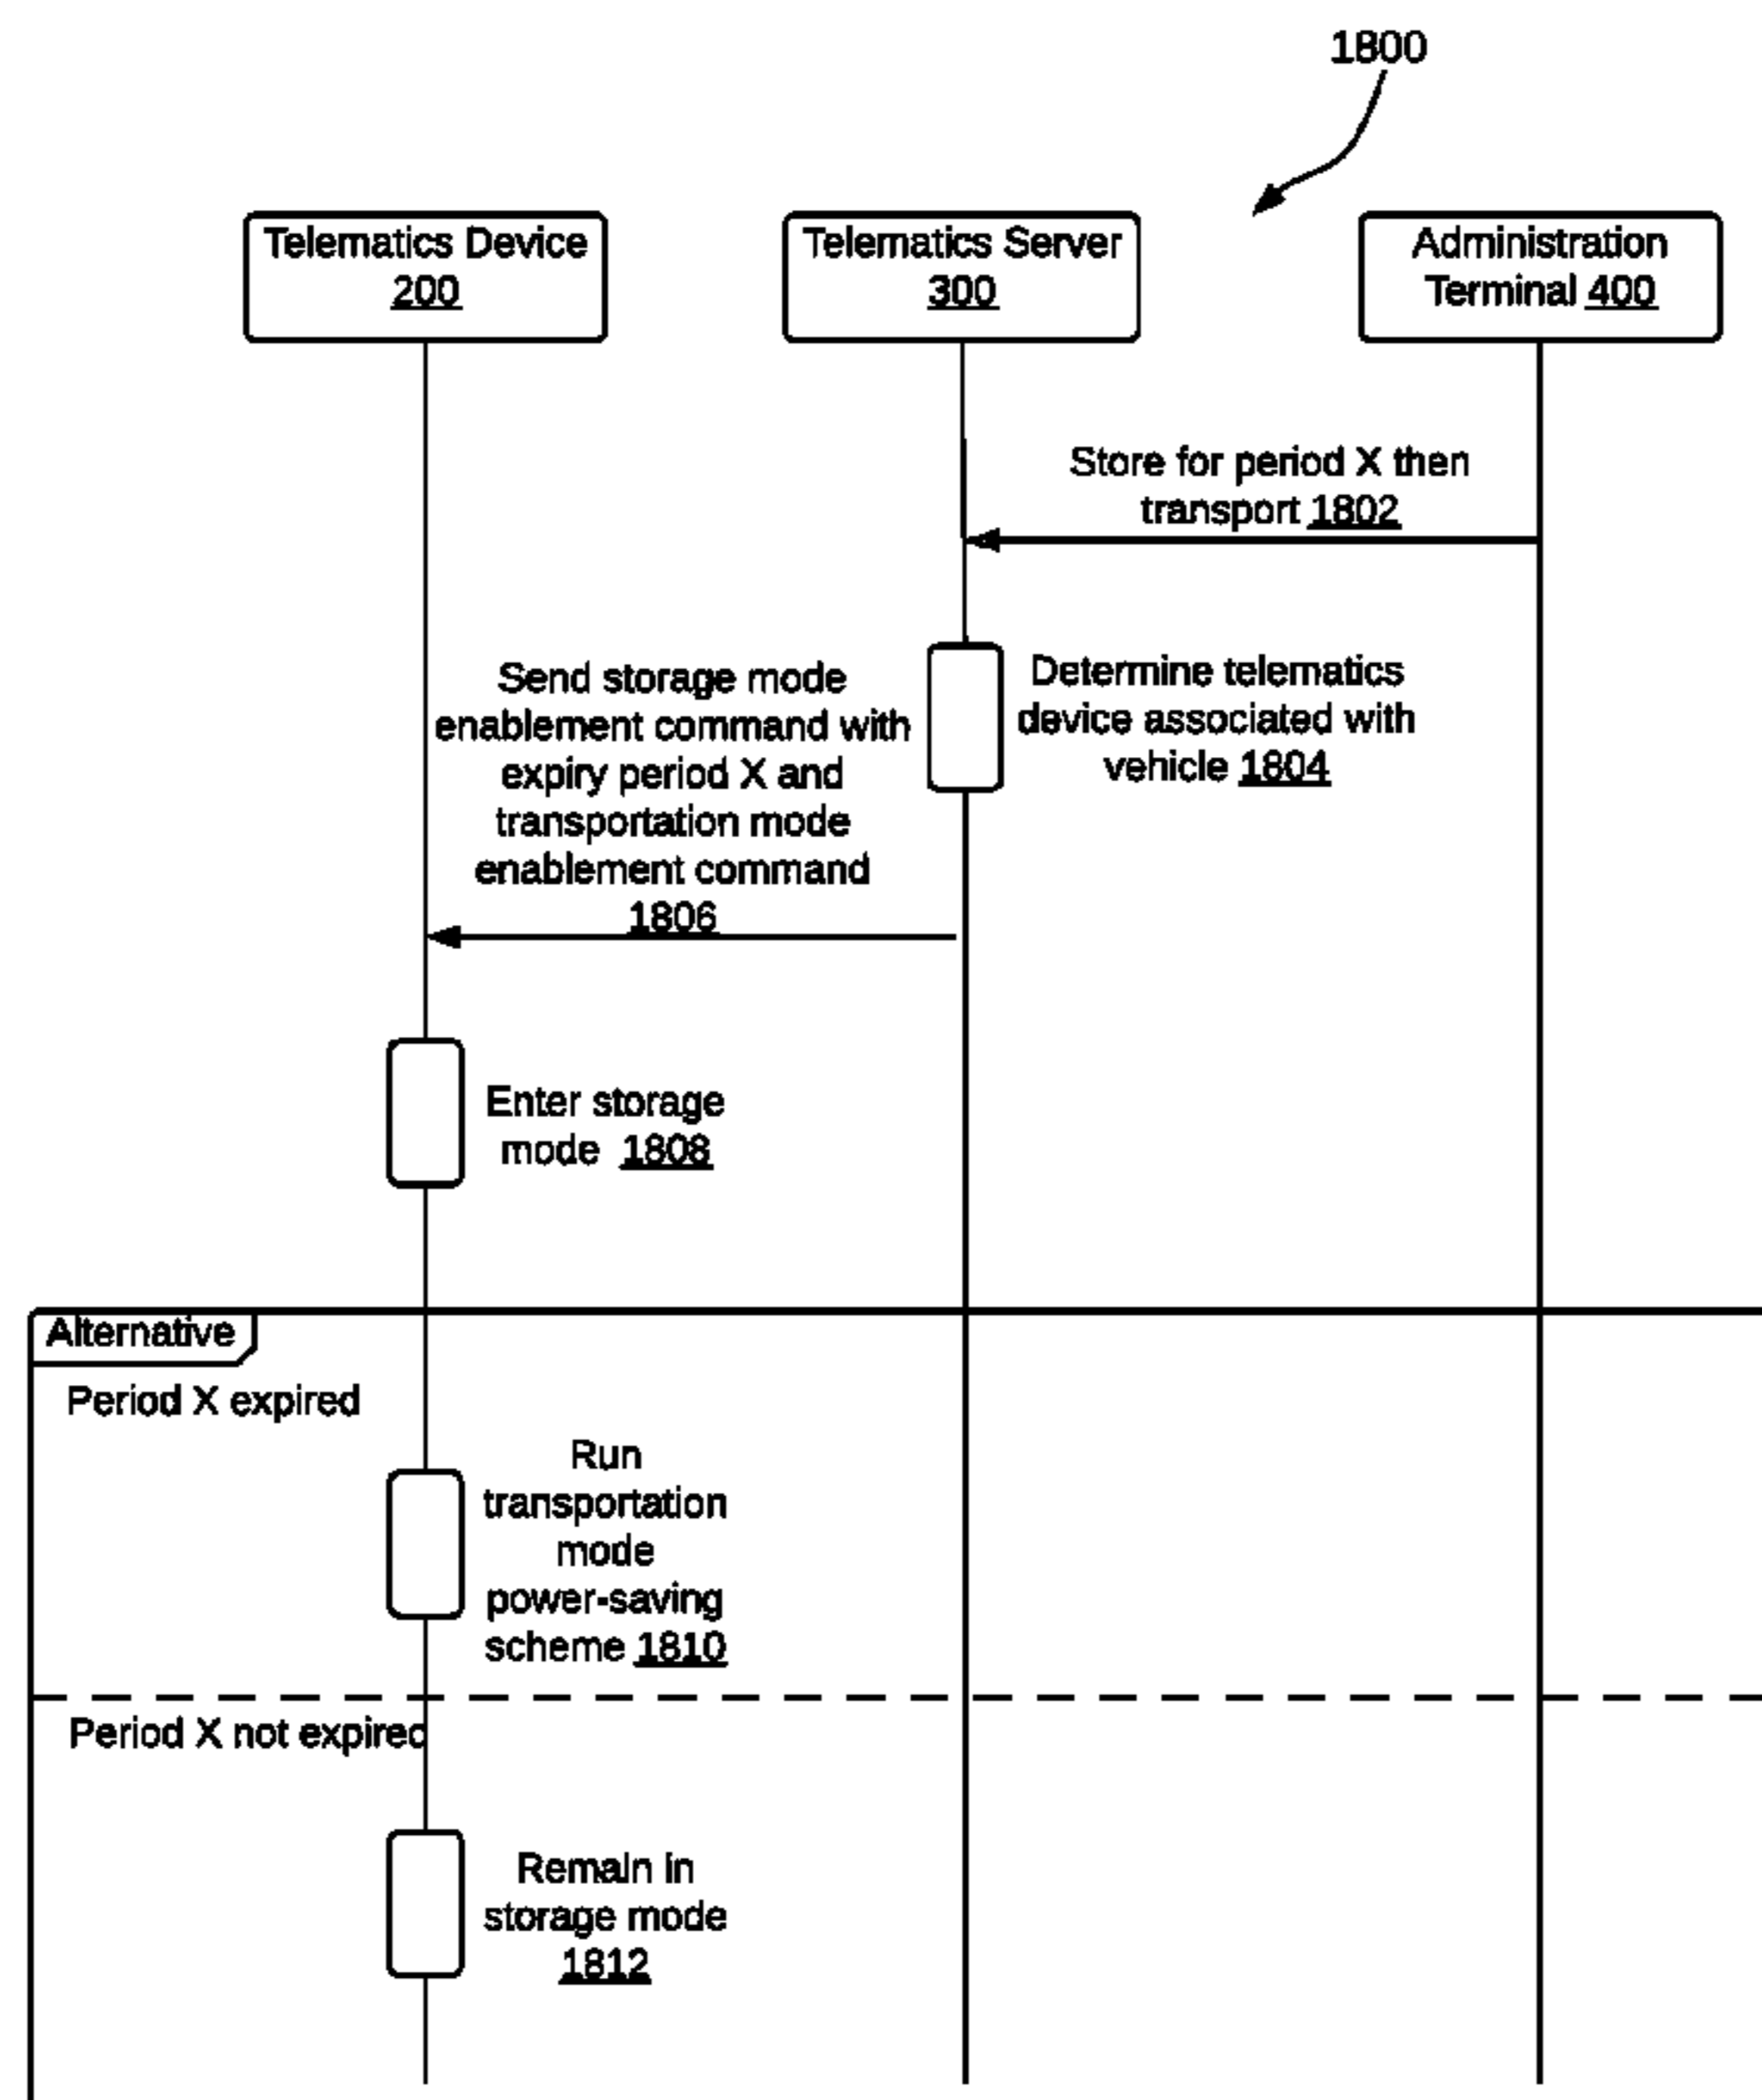 1800
Telematics Device
200
Telematics Server
300
Administration
Terminal 400
Store for period X then
transport 1802
Determine telematics
device associated with
vehicle 1804
Send storage mode
enablement command with
expiry period X and
transportation mode
enablement command
1806
Enter storage
mode 1808
Alternative
Period X expired
Run
transportation
mode
power-saving
scheme 1810
Period X not expired
Remain in
storage mode
1812